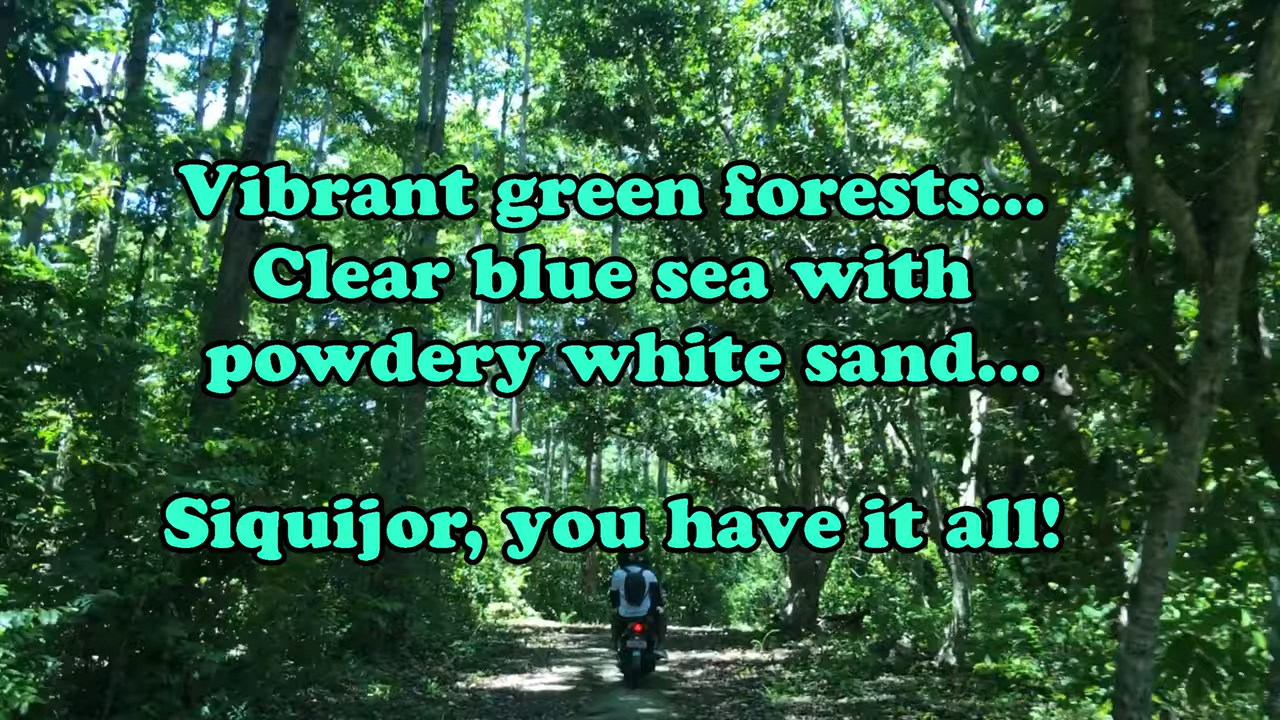 Vibrant green forests...
Clear blue sea with
powdery white sand...
Siquijor, you have it all!